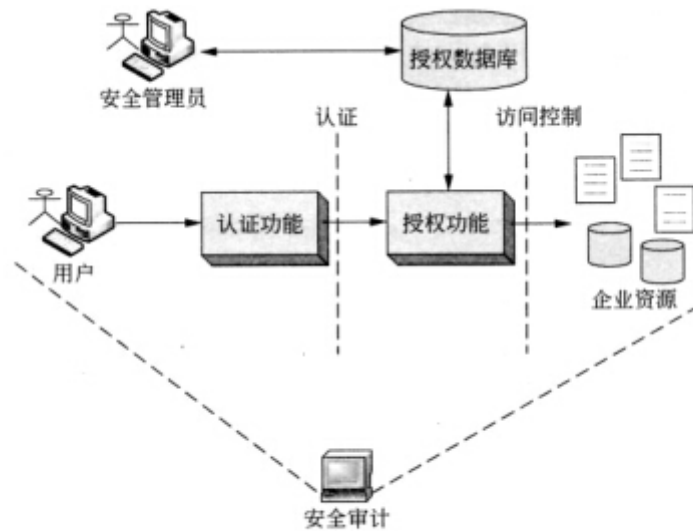 授权数据库
安全管理员
认证
访问控制
认证功能
授权功能
用户
企业资源
安全审计